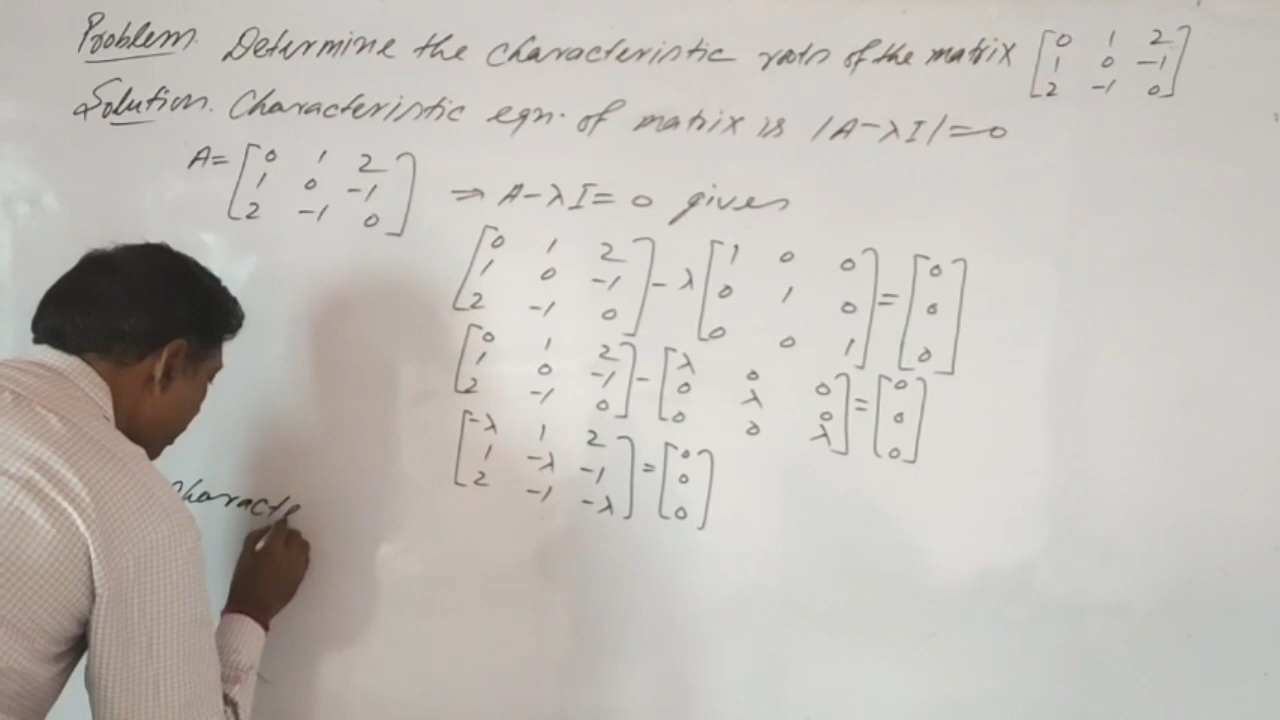 Problem. Determine the characteristic roots of the matrix [0 1 2
1 0 -1
2 -1 0]
Solution. Characteristic eqn. of matrix is |A-λI|=0
A= [0 1 2
1 0 -1
2 -1 0] ⇒ A-λI= 0 gives
[0 1 2
1 0 -1
2 -1 0] - λ [1 0 0
0 1 0
0 0 1] = [0
0
0]
[0 1 2
1 0 -1
2 -1 0] - [λ 0 0
0 λ 0
0 0 λ] = [0
0
0]
[-λ 1 2
1 -λ -1
2 -1 -λ] = [0
0
0]
characte